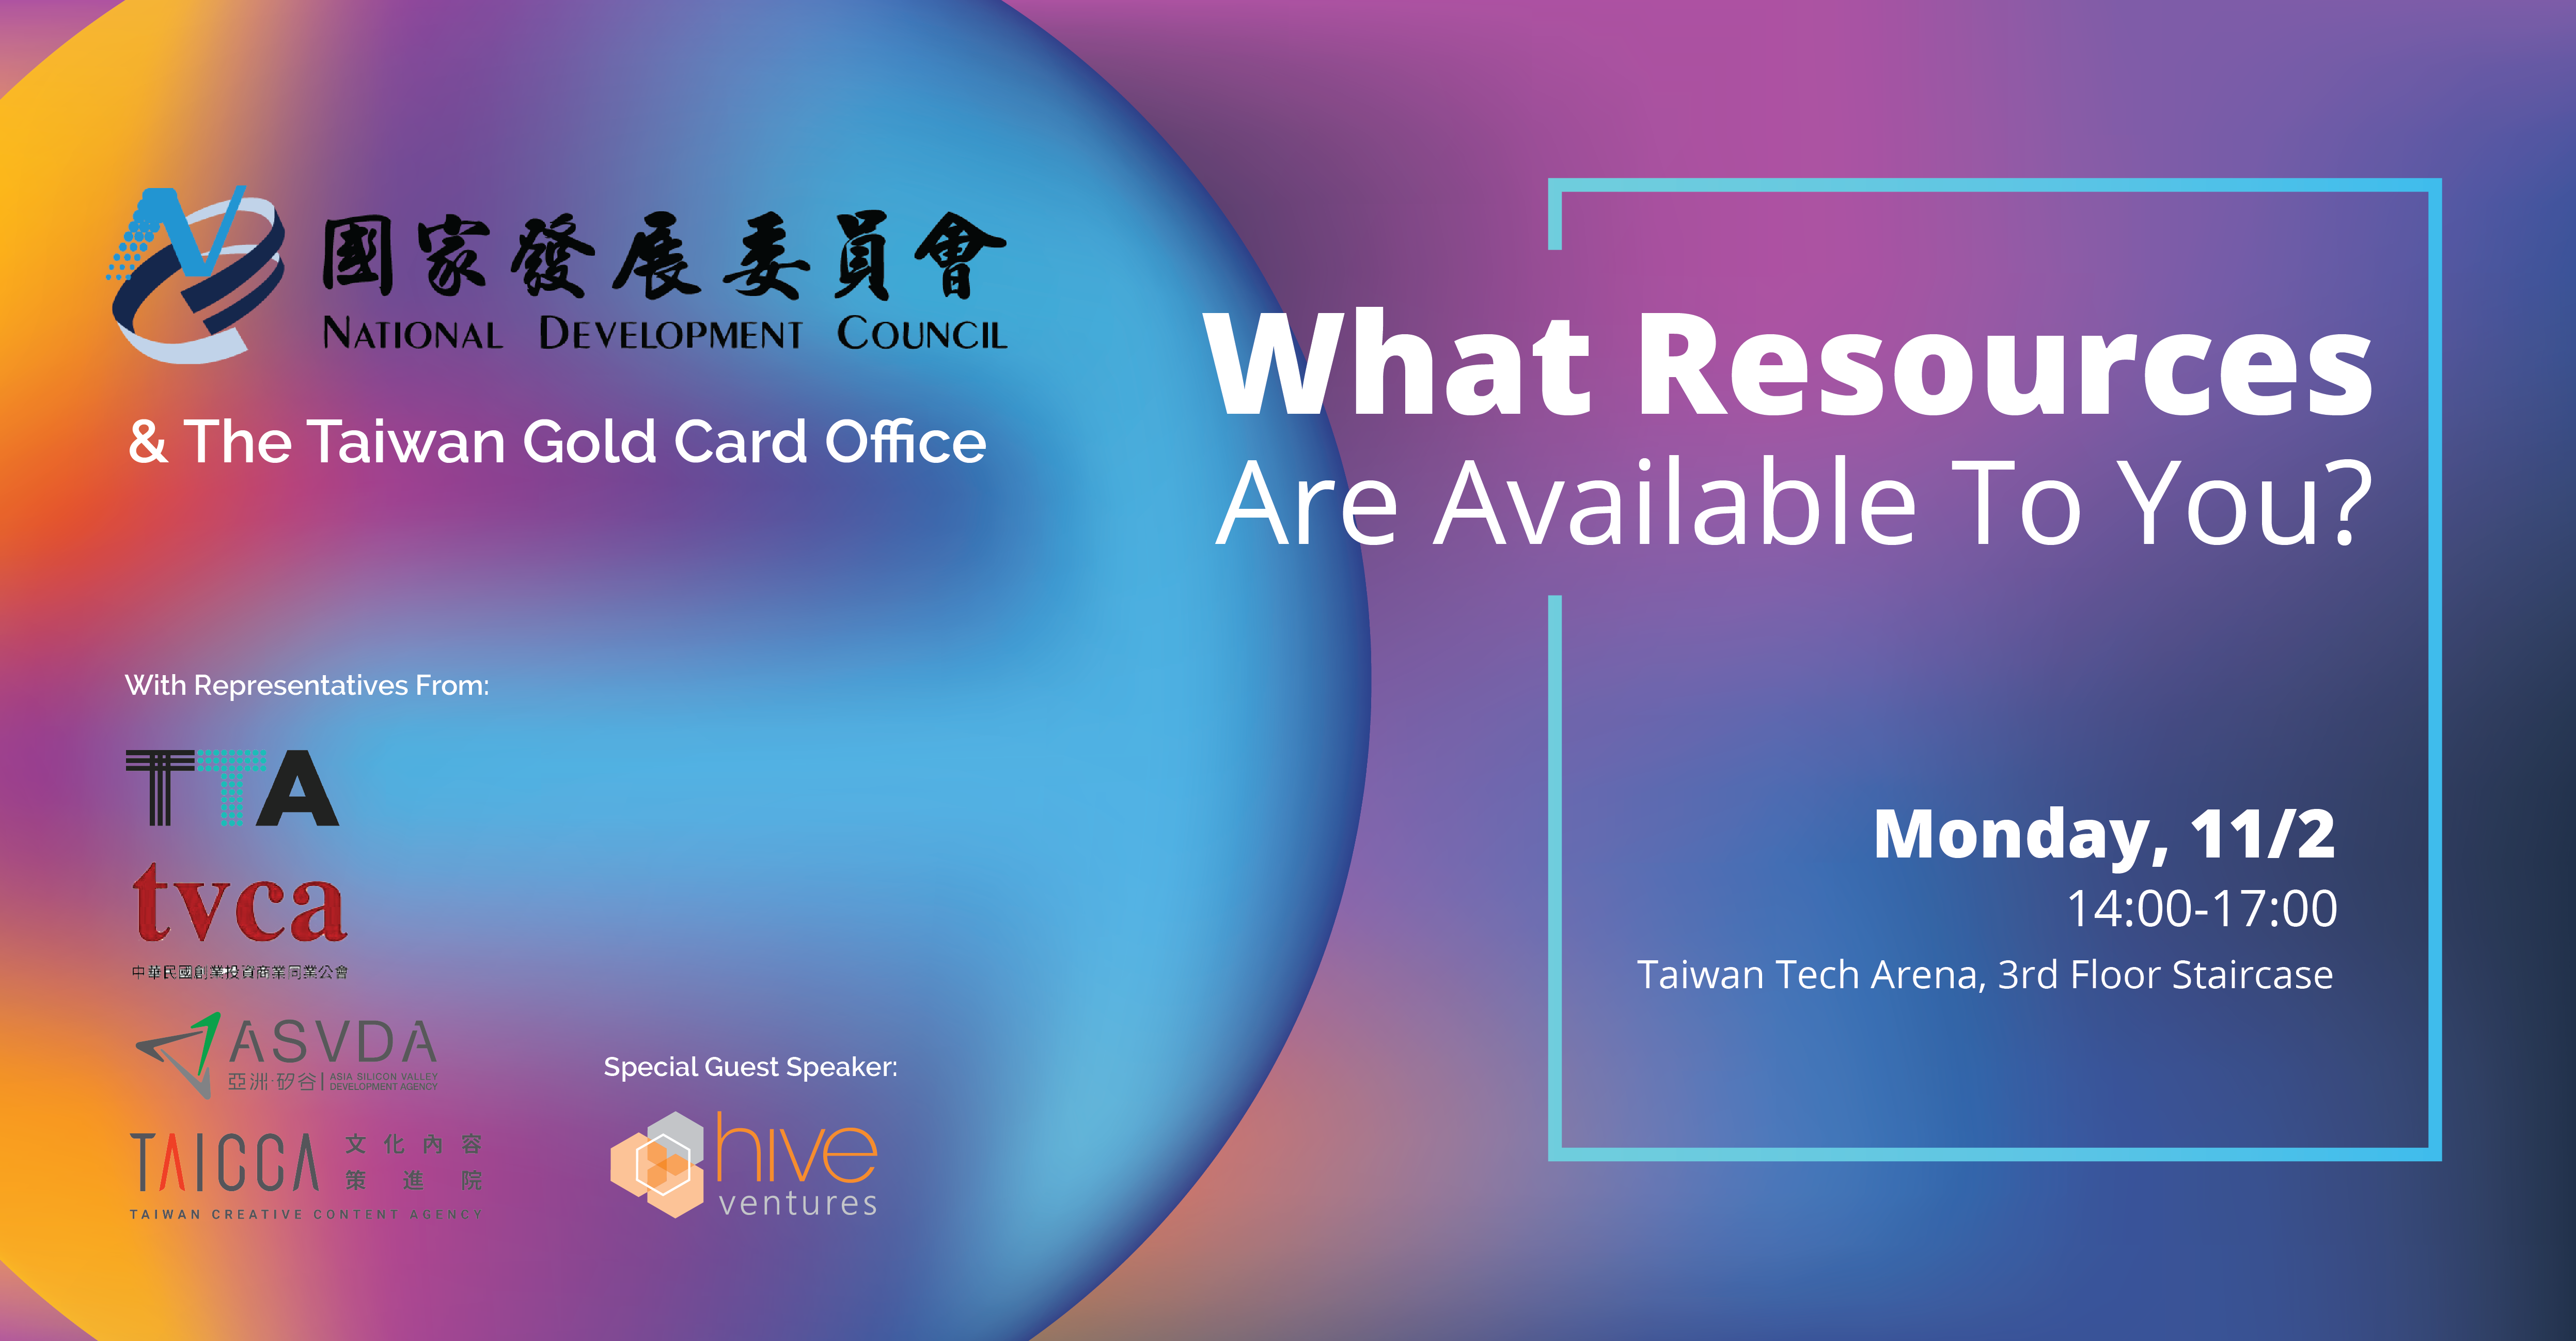 國家發展委員會
NATIONAL DEVELOPMENT COUNCIL
& The Taiwan Gold Card Office
With Representatives From:
TTA
tvca
中華民國創業投資商業同業公會
ASVDA
亞洲·矽谷 | ASIA SILICON VALLEY
DEVELOPMENT AGENCY
TAICCA
文化內容
策進院
TAIWAN CREATIVE CONTENT AGENCY
Special Guest Speaker:
hive
ventures
What Resources
Are Available To You?
Monday, 11/2
14:00-17:00
Taiwan Tech Arena, 3rd Floor Staircase